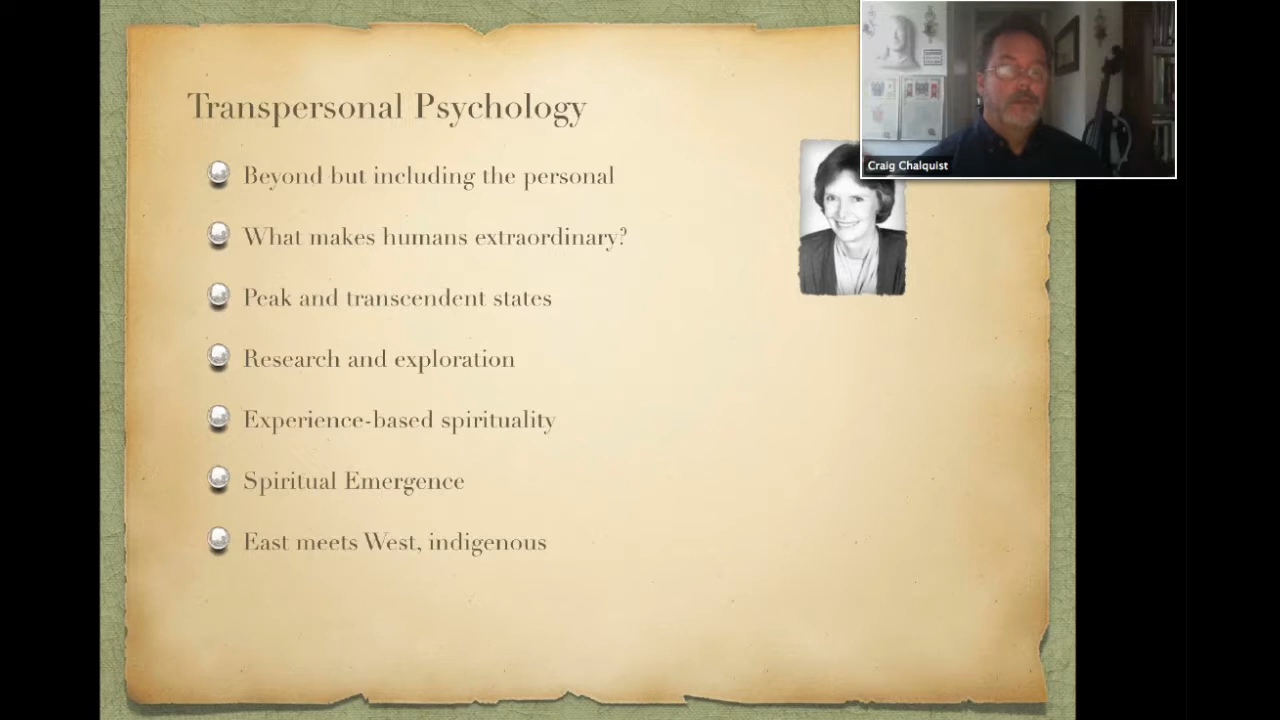 Transpersonal Psychology
Beyond but including the personal
What makes humans extraordinary?
Peak and transcendent states
Research and exploration
Experience-based spirituality
Spiritual Emergence
East meets West, indigenous
Craig Chalquist